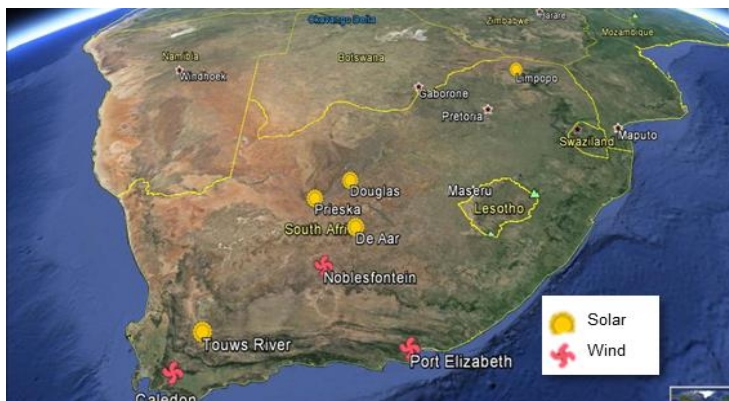 Okavango Delta
Zimbabwe
Harare
Mozambique
Namibia
Windhoek
Botswana
Limpopo
Gaborone
Pretoria
Swaziland
Maputo
Douglas
Maseru
Prieska
Lesotho
South Afri
De Aar
Noblesfontein
Solar
Touws River
Wind
Port Elizabeth
Caledon